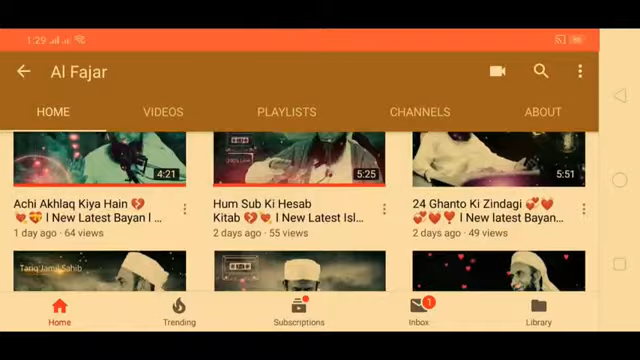 1:29
Al Fajar
HOME VIDEOS PLAYLISTS CHANNELS ABOUT
4:21
5:25
5:51
Achi Akhlaq Kiya Hain 💔
💘😍 l New Latest Bayan l ...
1 day ago · 64 views
Hum Sub Ki Hesab
Kitab 💔💘 l New Latest Isl...
2 days ago · 55 views
24 Ghanto Ki Zindagi 💞❤
💞❤❤ l New latest Bayan...
2 days ago · 49 views
Tariq Jamil Sahib
Home Trending Subscriptions Inbox Library
1